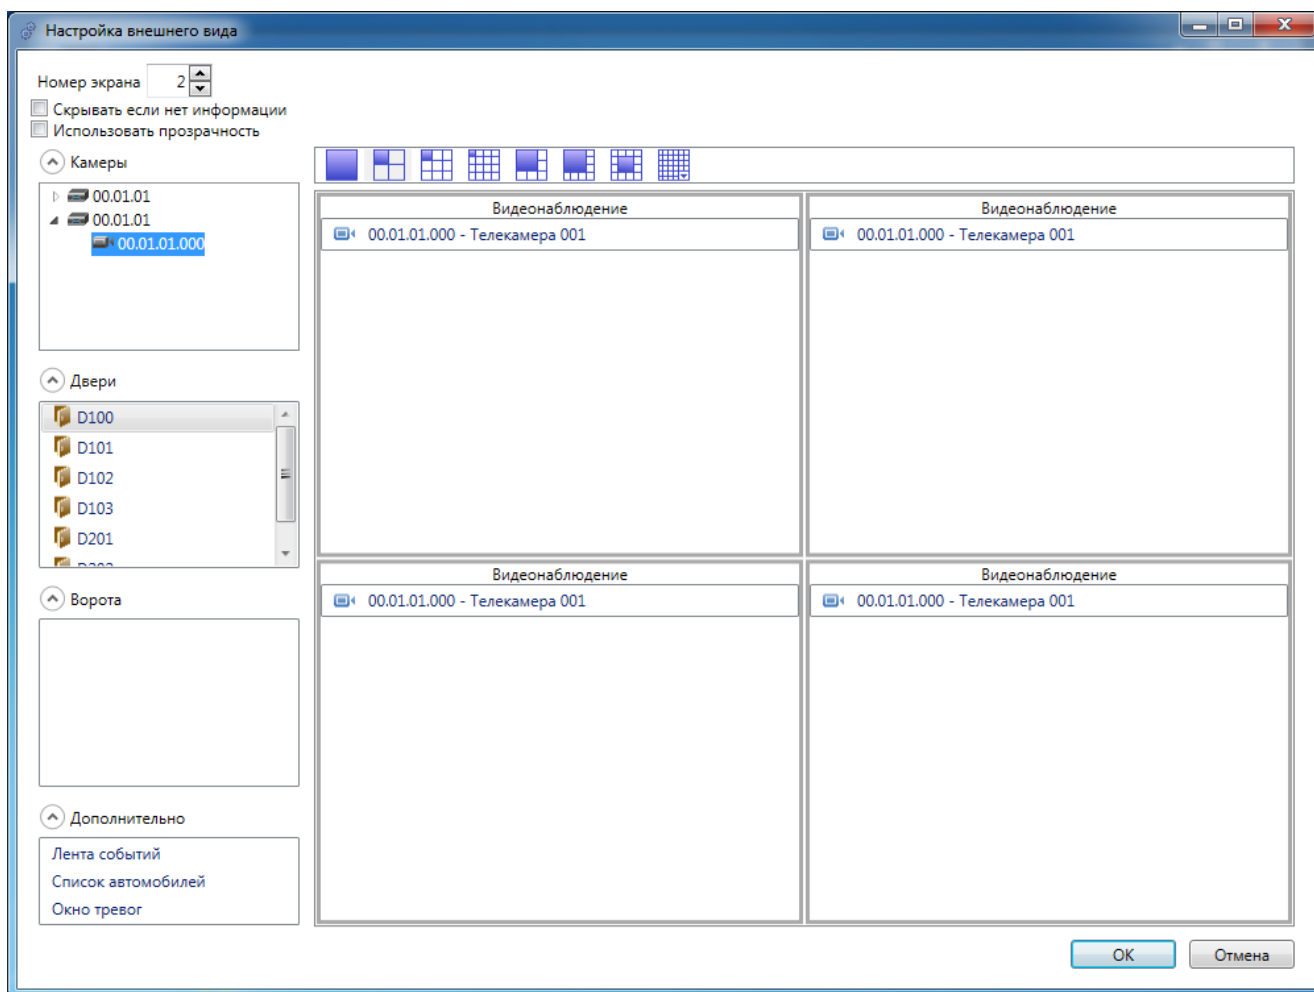 Настройка внешнего вида
Номер экрана 2
Скрывать если нет информации
Использовать прозрачность
Камеры
00.01.01
00.01.01
00.01.01.000
Двери
D100
D101
D102
D103
D201
Ворота
Дополнительно
Лента событий
Список автомобилей
Окно тревог
Видеонаблюдение
00.01.01.000 - Телекамера 001
Видеонаблюдение
00.01.01.000 - Телекамера 001
Видеонаблюдение
00.01.01.000 - Телекамера 001
Видеонаблюдение
00.01.01.000 - Телекамера 001
OK
Отмена